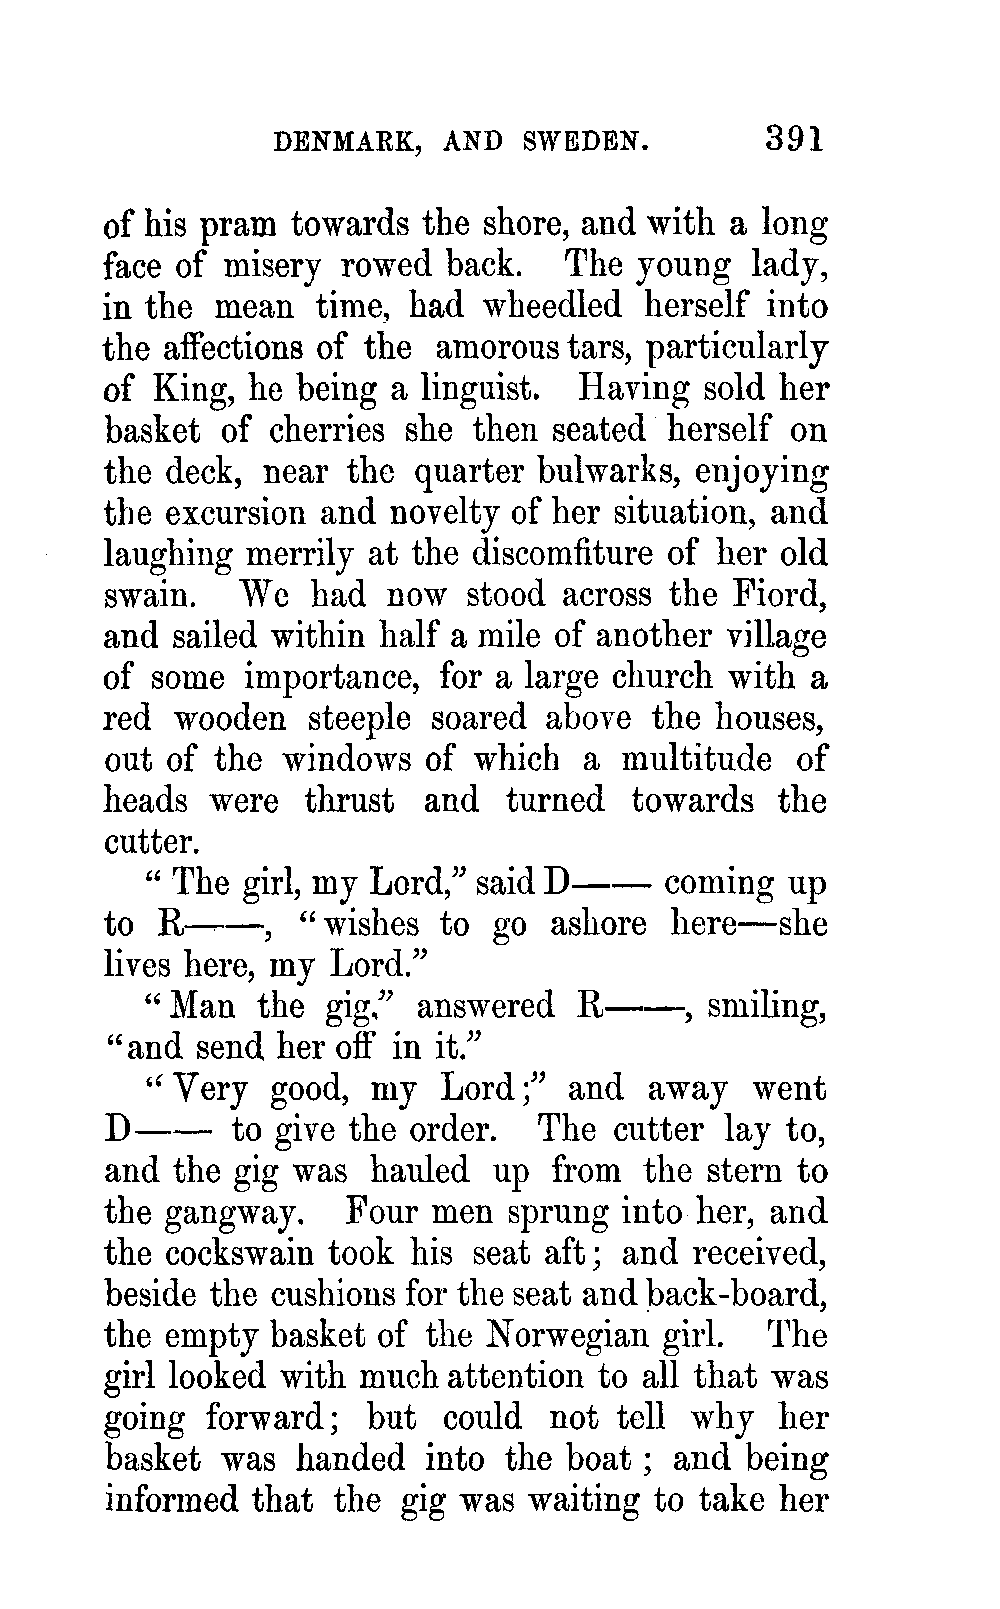 DENMARK, AND SWEDEN. 391
of his pram towards the shore, and with a long
face of misery rowed back. The young lady,
in the mean time, had wheedled herself into
the affections of the amorous tars, particularly
of King, he being a linguist. Having sold her
basket of cherries she then seated herself on
the deck, near the quarter bulwarks, enjoying
the excursion and novelty of her situation, and
laughing merrily at the discomfiture of her old
swain. We had now stood across the Fiord,
and sailed within half a mile of another village
of some importance, for a large church with a
red wooden steeple soared above the houses,
out of the windows of which a multitude of
heads were thrust and turned towards the
cutter.
“ The girl, my Lord,” said D—— coming up
to R——, “ wishes to go ashore here—she
lives here, my Lord.”
“ Man the gig,” answered R——, smiling,
“and send her off in it.”
“ Very good, my Lord ;” and away went
D—— to give the order. The cutter lay to,
and the gig was hauled up from the stern to
the gangway. Four men sprung into her, and
the cockswain took his seat aft ; and received,
beside the cushions for the seat and back-board,
the empty basket of the Norwegian girl. The
girl looked with much attention to all that was
going forward ; but could not tell why her
basket was handed into the boat ; and being
informed that the gig was waiting to take her